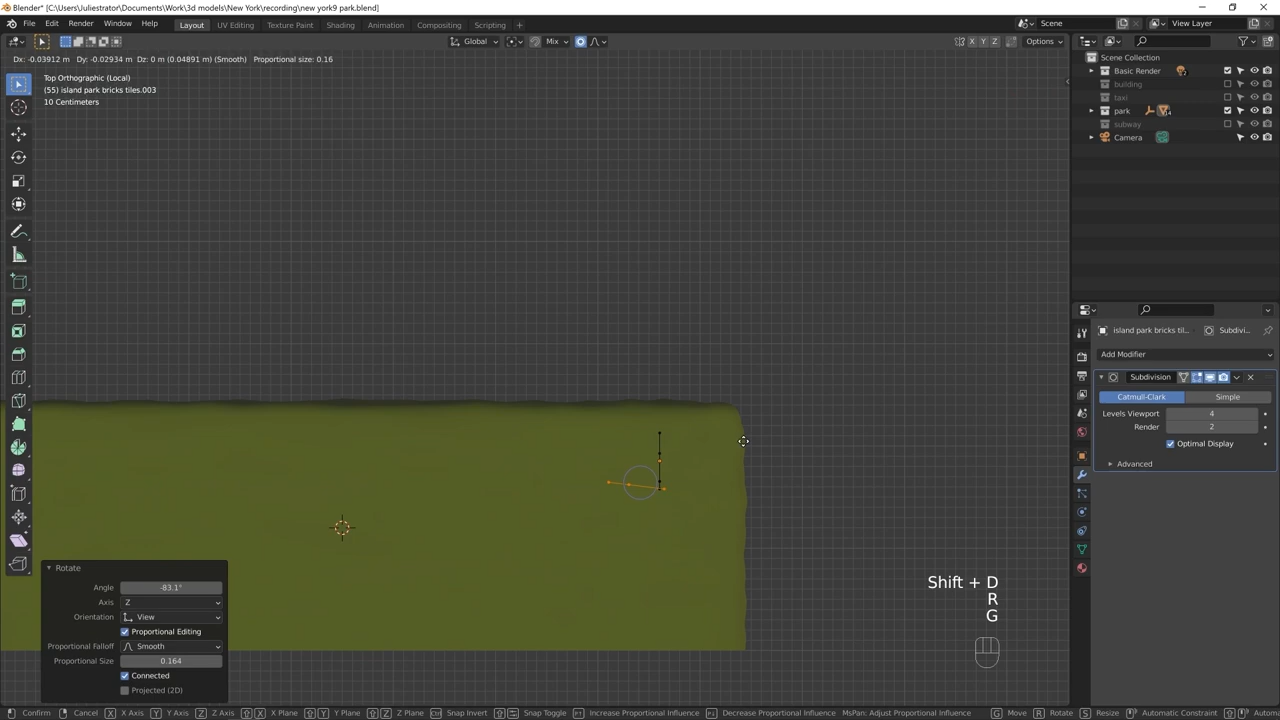 Blender* [C:\Users\Juliestrator\Documents\Work\3d models\New York\recording\new york9 park.blend]
File Edit Render Window Help Layout UV Editing Texture Paint Shading Animation Compositing Scripting + Scene View Layer
Global Mix X Y Z Options
Dx: -0.03912 m Dy: -0.02934 m Dz: 0 m (0.04891 m) (Smooth) Proportional size: 0.16
Top Orthographic (Local)
(55) island park bricks tiles.003
10 Centimeters
Scene Collection
Basic Render
building
taxi
park
subway
Camera
island park bricks til... Subdivi...
Add Modifier
Subdivision
Catmull-Clark Simple
Levels Viewport 4
Render 2
Optimal Display
Advanced
Rotate
Angle -83.1°
Axis Z
Orientation View
Proportional Editing
Proportional Falloff Smooth
Proportional Size 0.164
Connected
Projected (2D)
Shift + D
R
G
Confirm Cancel X X Axis Y Y Axis Z Z Axis X X Plane Y Y Plane Z Z Plane Snap Invert Snap Toggle Increase Proportional Influence Decrease Proportional Influence MsPan: Adjust Proportional Influence G Move R Rotate S Resize Automatic Constraint Autom